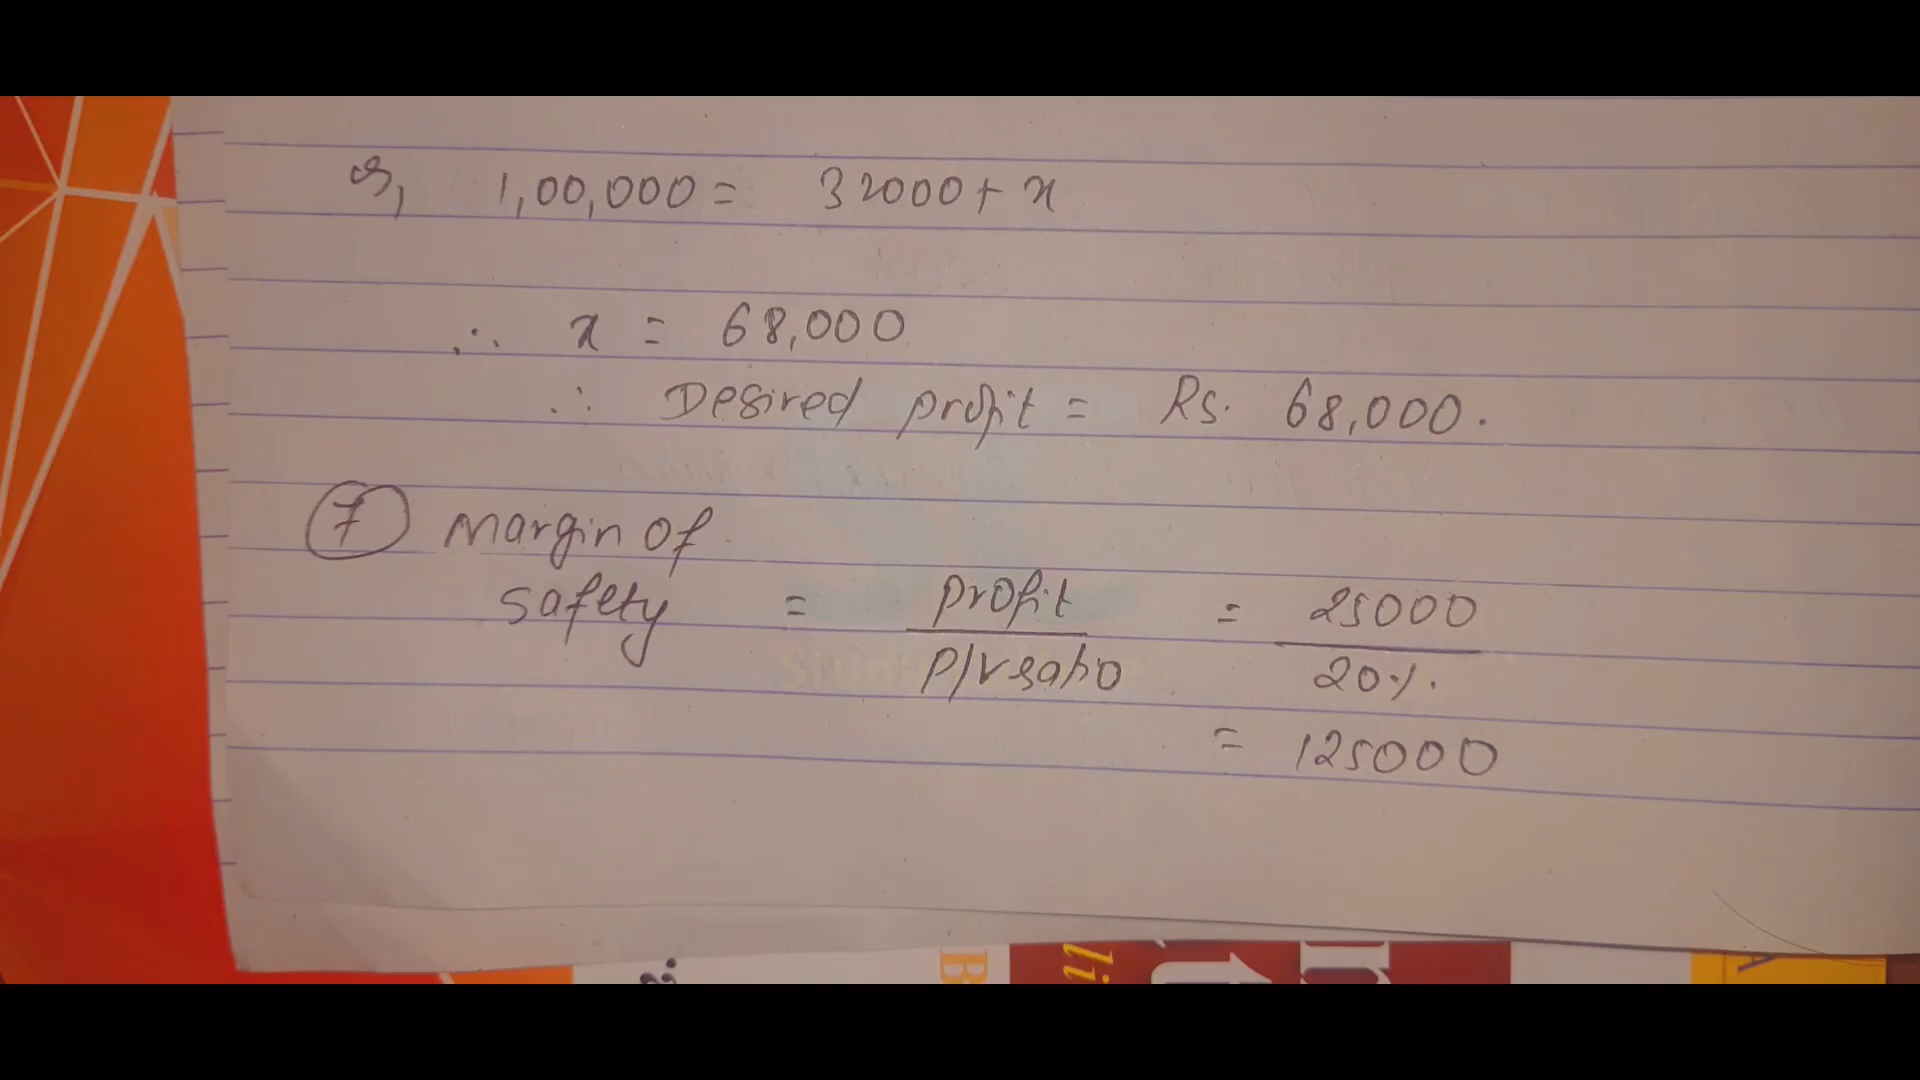 or, 1,00,000 = 32000 + x
∴ x = 68,000
∴ Desired profit = Rs. 68,000.
7 Margin of
safety = profit / P/V ratio = 25000 / 20%.
= 125000